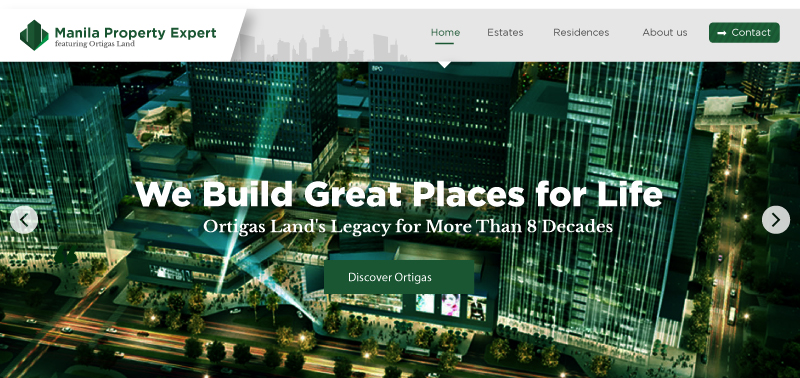 Manila Property Expert
featuring Ortigas Land
Home
Estates
Residences
About us
Contact
BPO
We Build Great Places for Life
Ortigas Land's Legacy for More Than 8 Decades
Discover Ortigas